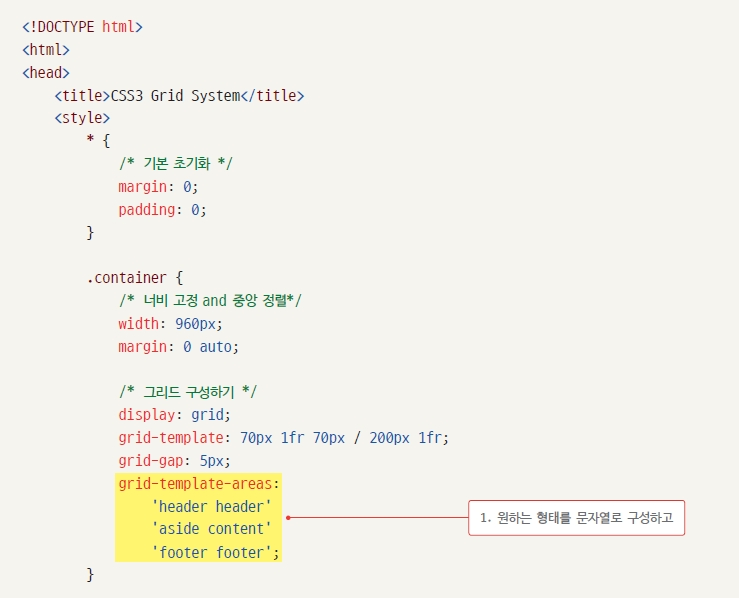 <!DOCTYPE html>
<html>
<head>
<title>CSS3 Grid System</title>
<style>
* {
/* 기본 초기화 */
margin: 0;
padding: 0;
}
.container {
/* 너비 고정 and 중앙 정렬*/
width: 960px;
margin: 0 auto;
/* 그리드 구성하기 */
display: grid;
grid-template: 70px 1fr 70px / 200px 1fr;
grid-gap: 5px;
grid-template-areas:
'header header'
'aside content'
'footer footer';
1. 원하는 형태를 문자열로 구성하고
}